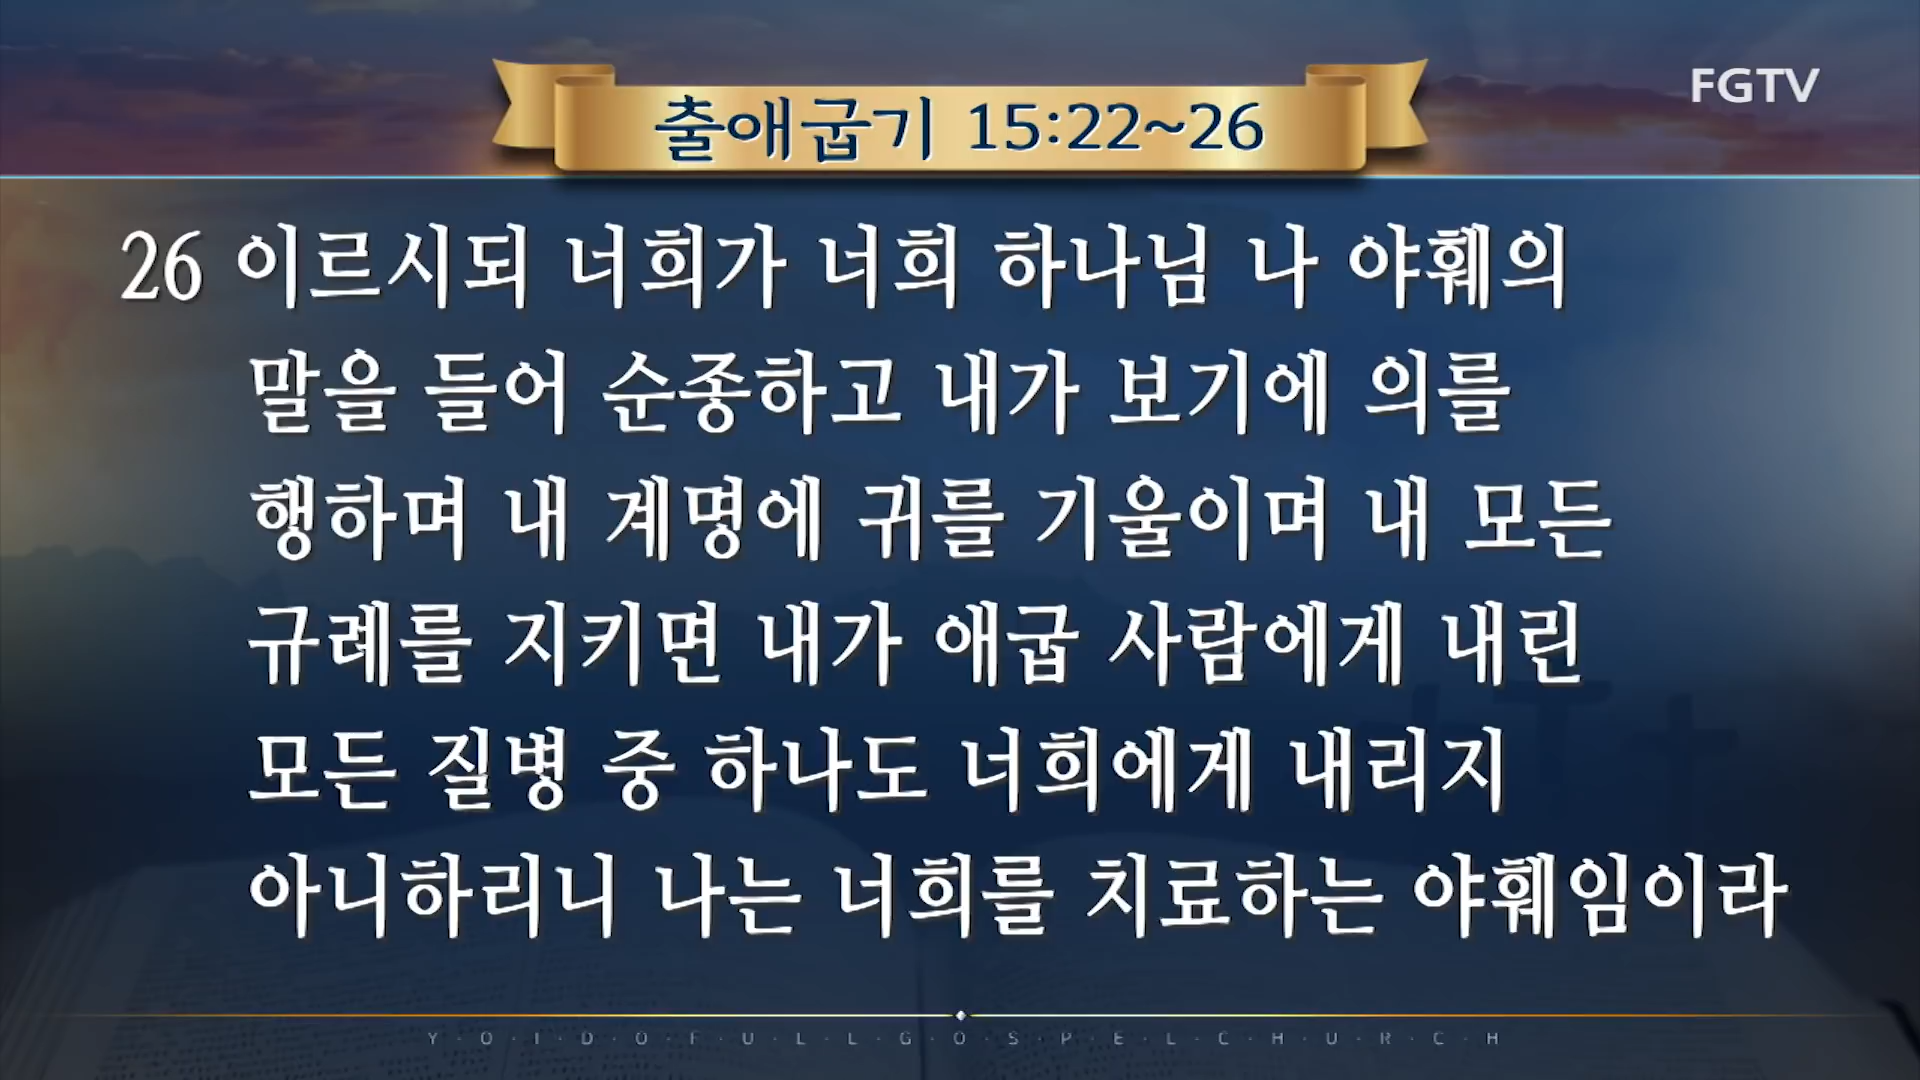 FGTV
출애굽기 15:22~26
26 이르시되 너희가 너희 하나님 나 야훼의
말을 들어 순종하고 내가 보기에 의를
행하며 내 계명에 귀를 기울이며 내 모든
규례를 지키면 내가 애굽 사람에게 내린
모든 질병 중 하나도 너희에게 내리지
아니하리니 나는 너희를 치료하는 야훼임이라
Y·O·I·D·O·F·U·L·L·G·O·S·P·E·L·C·H·U·R·C·H